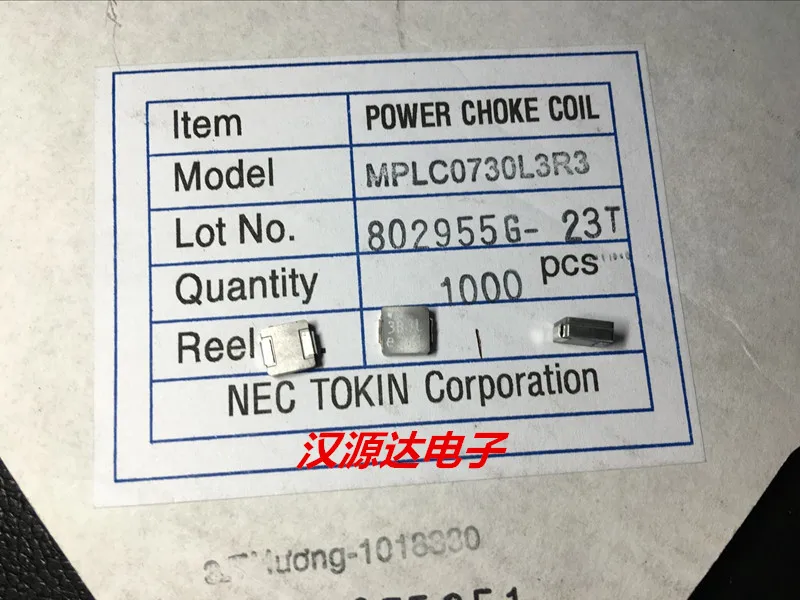 Item POWER CHOKE COIL
Model MPLC0730L3R3
Lot No. 802955G- 23T
Quantity 1000 pcs
Reel
NEC TOKIN Corporation
汉源达电子